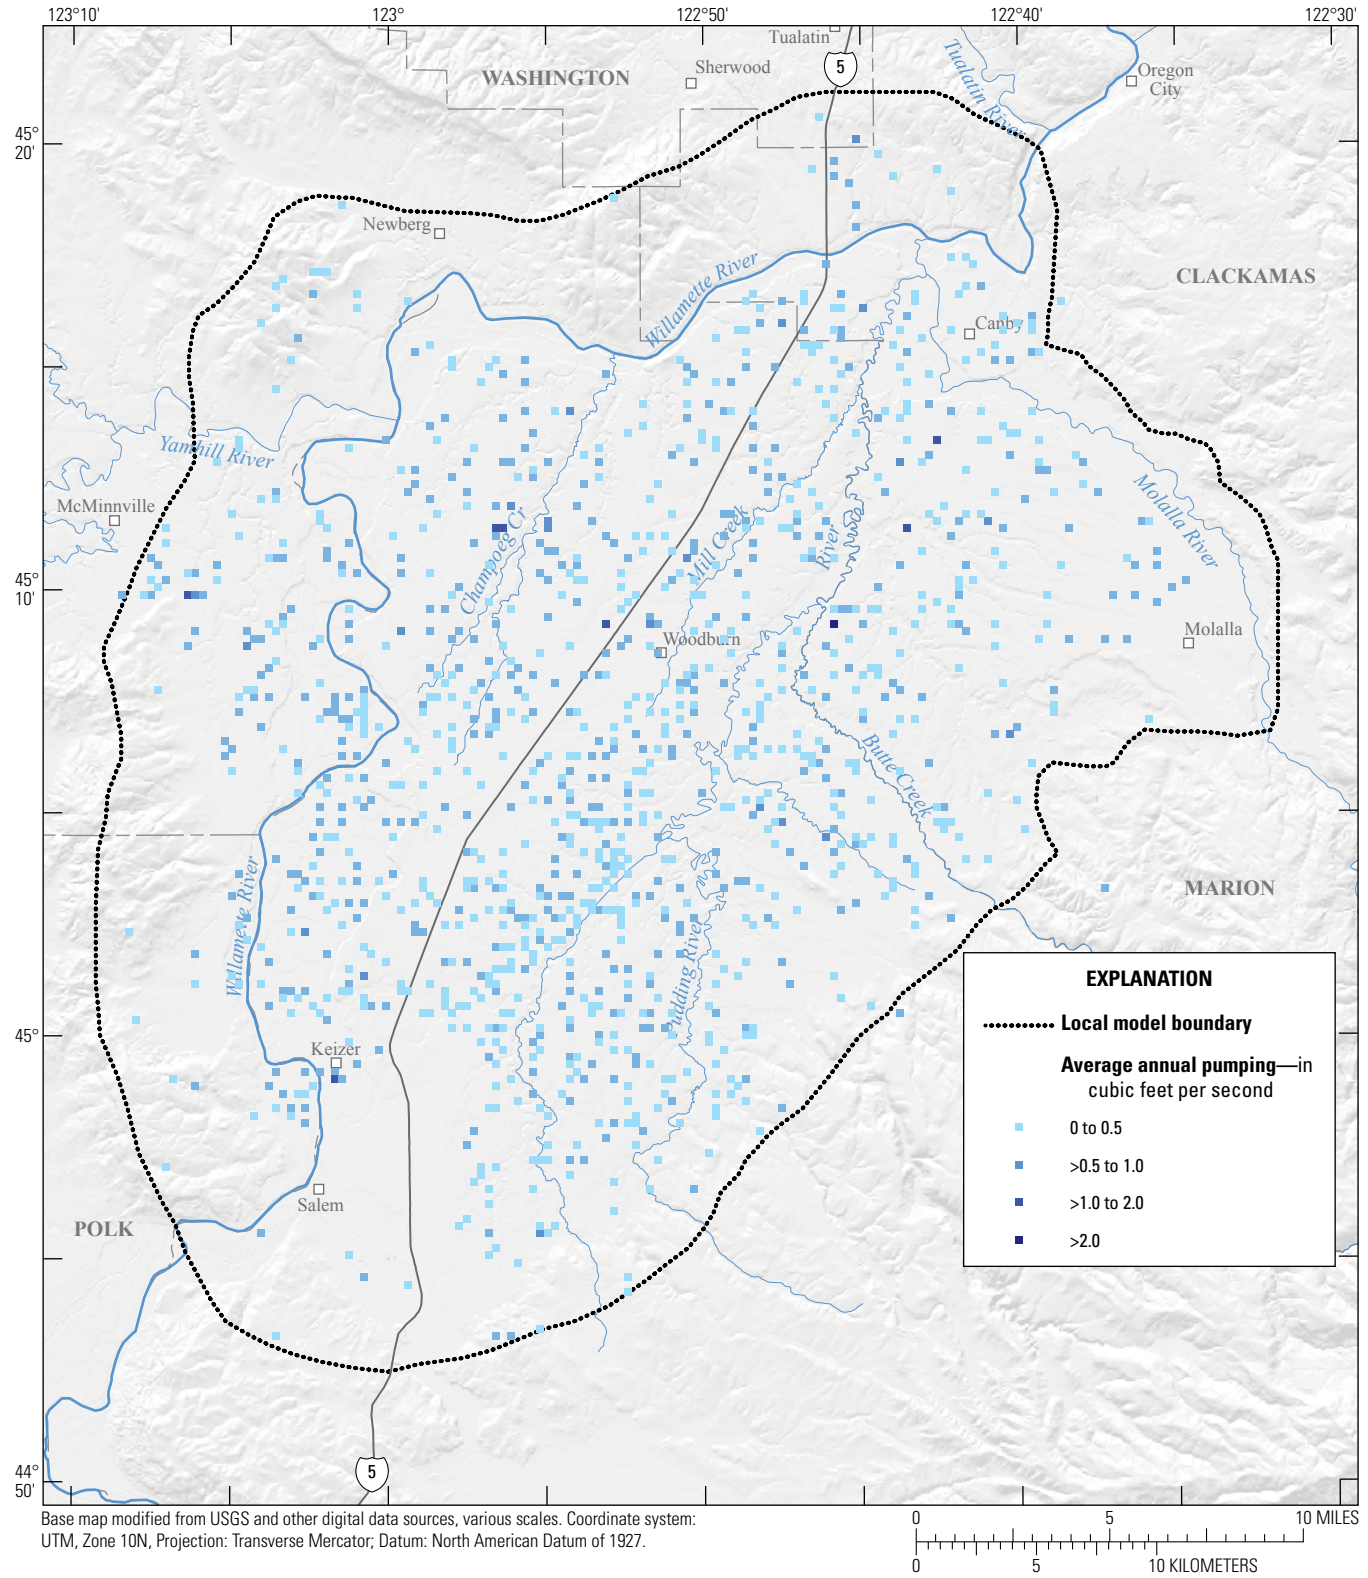 123°10'
123°
122°50'
122°40'
122°30'
Tualatin
5
WASHINGTON
Sherwood
Tualatin River
Oregon
City
45°
20'
Newberg
CLACKAMAS
Willamette River
Canby
Yamhill River
McMinnville
Champoeg Cr
Mill Creek
River
Molalla River
45°
10'
Woodburn
Molalla
Butte Creek
Willamette River
MARION
Pudding River
45°
Keizer
Salem
POLK
44°
50'
5
EXPLANATION
Local model boundary
Average annual pumping—in
cubic feet per second
0 to 0.5
>0.5 to 1.0
>1.0 to 2.0
>2.0
Base map modified from USGS and other digital data sources, various scales. Coordinate system:
UTM, Zone 10N, Projection: Transverse Mercator; Datum: North American Datum of 1927.
0 5 10 MILES
0 5 10 KILOMETERS